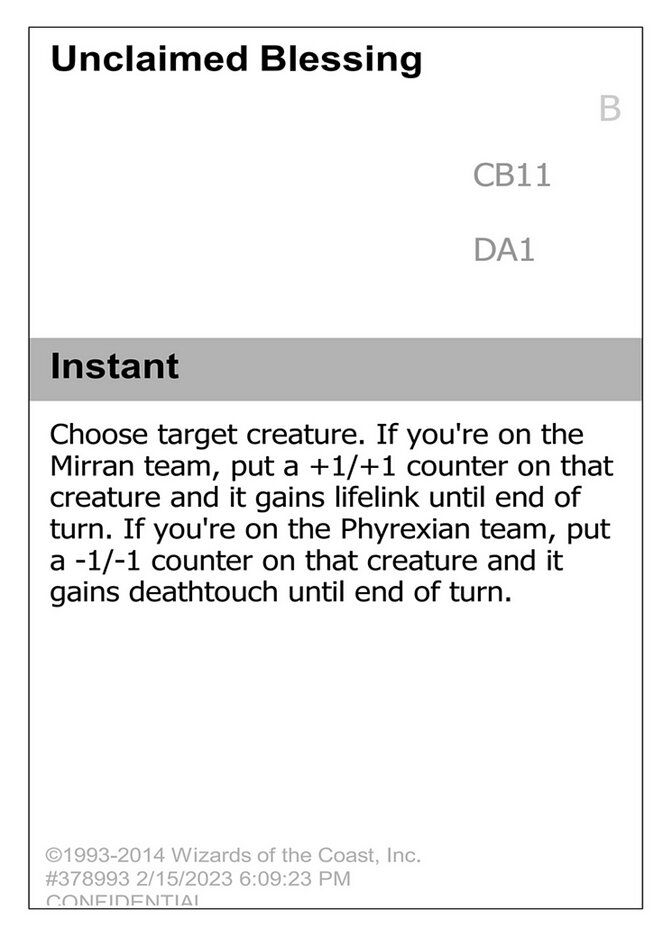 Unclaimed Blessing
B
CB11
DA1
Instant
Choose target creature. If you're on the
Mirran team, put a +1/+1 counter on that
creature and it gains lifelink until end of
turn. If you're on the Phyrexian team, put
a -1/-1 counter on that creature and it
gains deathtouch until end of turn.
©1993-2014 Wizards of the Coast, Inc.
#378993 2/15/2023 6:09:23 PM
CONFIDENTIAL